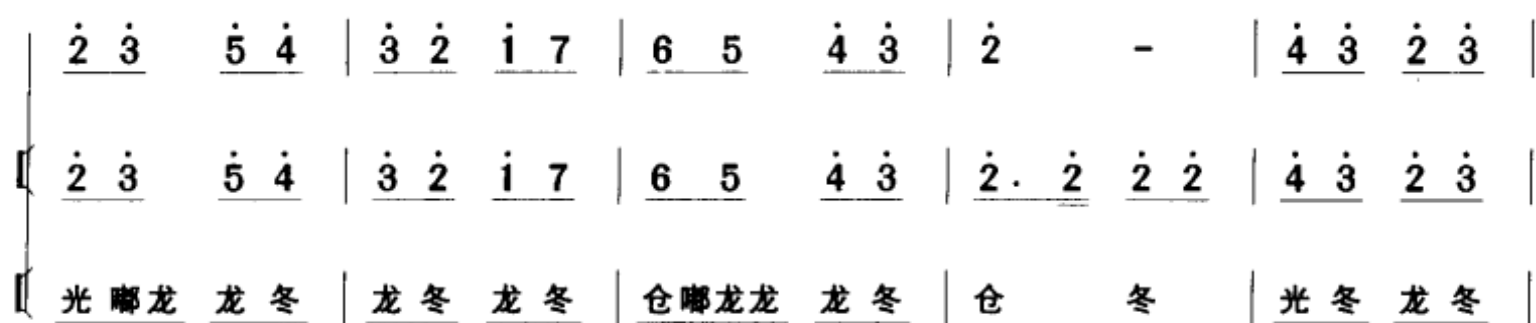 2̇ 3̇ 5̇ 4̇ | 3̇ 2̇ 1̇ 7 | 6 5 4̇ 3̇ | 2̇ - | 4̇ 3̇ 2̇ 3̇ |
2̇ 3̇ 5̇ 4̇ | 3̇ 2̇ 1̇ 7 | 6 5 4̇ 3̇ | 2̇ · 2̇ 2̇ 2̇ | 4̇ 3̇ 2̇ 3̇ |
光 嘟龙 龙 冬 | 龙 冬 龙 冬 | 仓嘟龙龙 龙 冬 | 仓 冬 | 光 冬 龙 冬 |